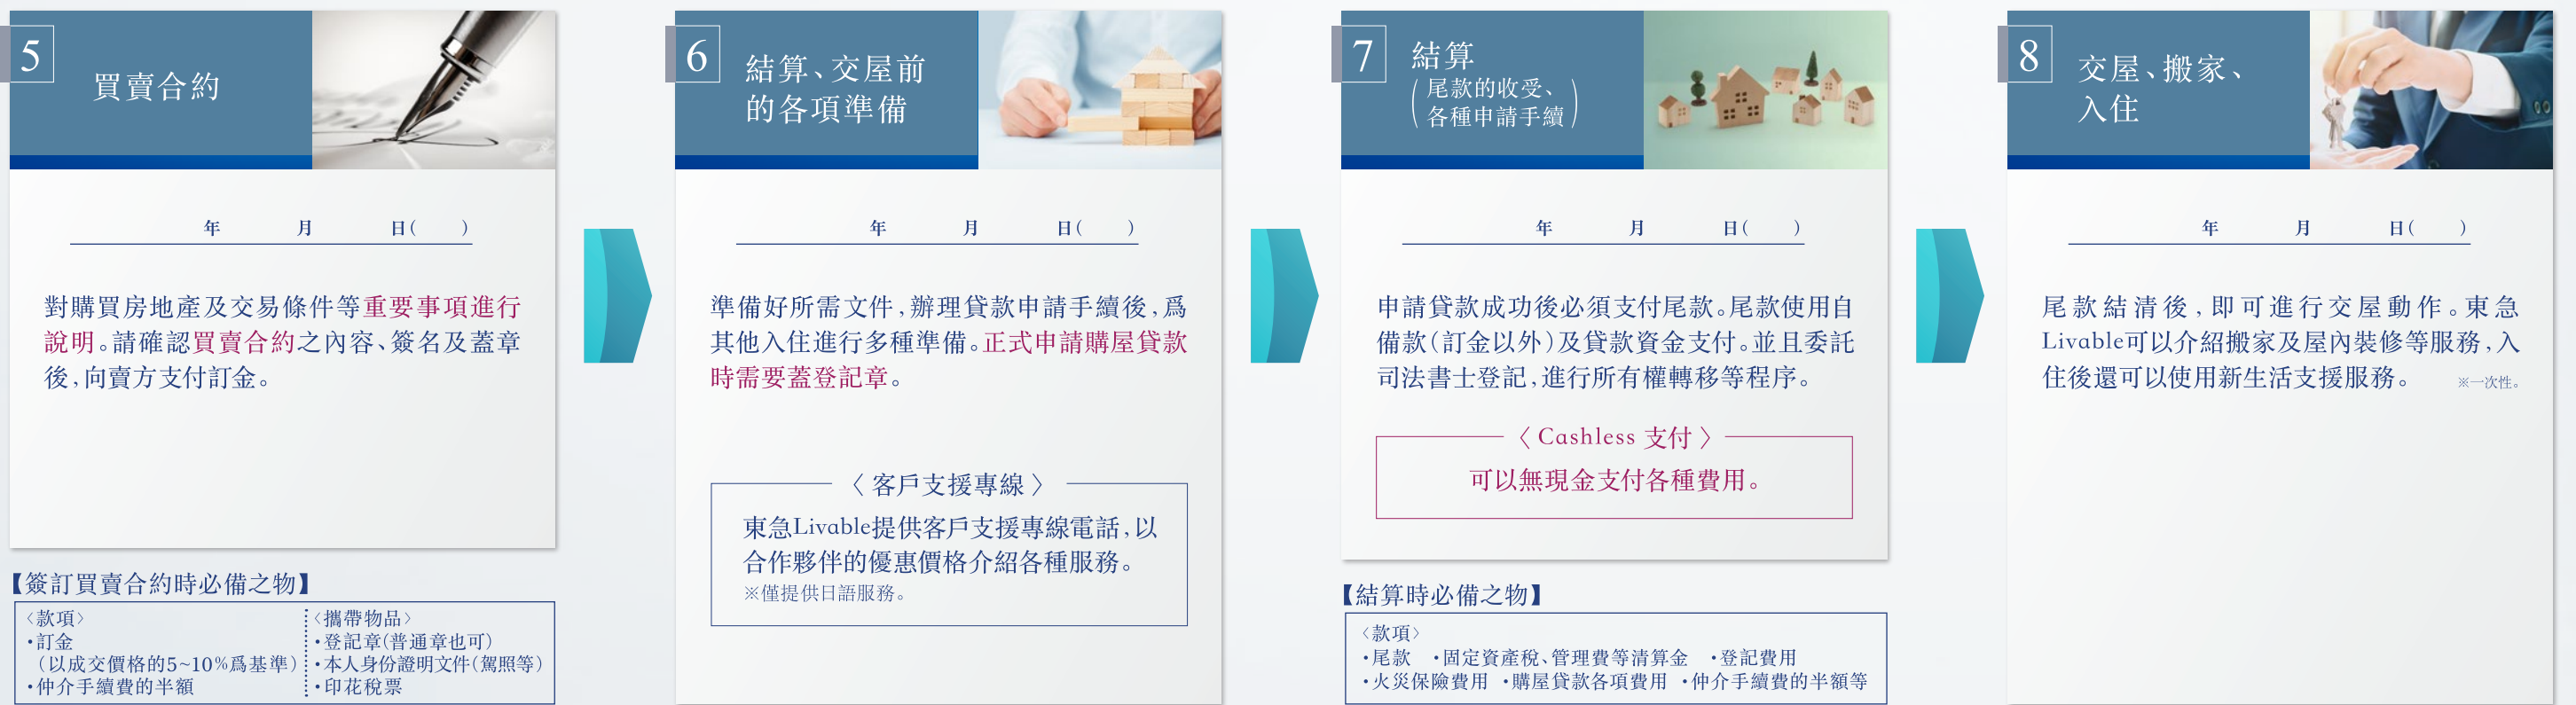 5
買賣合約
年 月 日( )
對購買房地產及交易條件等重要事項進行
說明。請確認買賣合約之內容、簽名及蓋章
後,向賣方支付訂金。
【簽訂買賣合約時必備之物】
〈款項〉
・訂金
（以成交價格的5~10%爲基準）
・仲介手續費的半額
〈攜帶物品〉
・登記章(普通章也可)
・本人身份證明文件(駕照等)
・印花稅票
6
結算、交屋前
的各項準備
年 月 日( )
準備好所需文件,辦理貸款申請手續後,爲
其他入住進行多種準備。正式申請購屋貸款
時需要蓋登記章。
〈 客戶支援專線 〉
東急Livable提供客戶支援專線電話,以
合作夥伴的優惠價格介紹各種服務。
※僅提供日語服務。
7
結算
(尾款的收受、
各種申請手續)
年 月 日( )
申請貸款成功後必須支付尾款。尾款使用自
備款(訂金以外)及貸款資金支付。並且委託
司法書士登記,進行所有權轉移等程序。
〈 Cashless 支付 〉
可以無現金支付各種費用。
【結算時必備之物】
〈款項〉
・尾款 ・固定資產稅、管理費等清算金 ・登記費用
・火災保險費用 ・購屋貸款各項費用 ・仲介手續費的半額等
8
交屋、搬家、
入住
年 月 日( )
尾款結清後,即可進行交屋動作。東急
Livable可以介紹搬家及屋內裝修等服務,入
住後還可以使用新生活支援服務。 ※一次性。